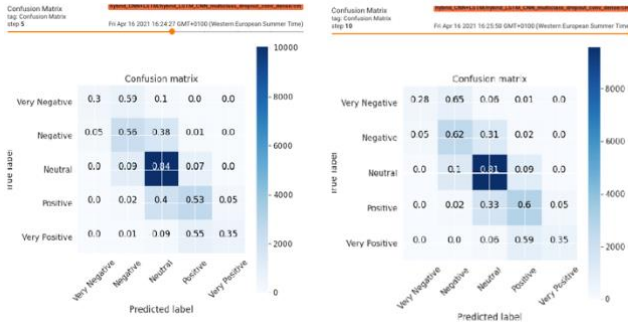 Confusion Matrix
tag: Confusion Matrix
step 5
Fri Apr 16 2021 16:24:27 GMT+0100 (Western European Summer Time)
Confusion matrix
True label
Very Negative 0.3 0.59 0.1 0.0 0.0
Negative 0.05 0.56 0.38 0.01 0.0
Neutral 0.0 0.09 0.84 0.07 0.0
Positive 0.0 0.02 0.4 0.53 0.05
Very Positive 0.0 0.01 0.09 0.55 0.35
Very Negative Negative Neutral Positive Very Positive
Predicted label
10000
8000
6000
4000
2000
0
Confusion Matrix
tag: Confusion Matrix
step 10
Fri Apr 16 2021 16:25:58 GMT+0100 (Western European Summer Time)
Confusion matrix
True label
Very Negative 0.28 0.65 0.06 0.01 0.0
Negative 0.05 0.62 0.31 0.02 0.0
Neutral 0.0 0.1 0.81 0.09 0.0
Positive 0.0 0.02 0.33 0.6 0.05
Very Positive 0.0 0.0 0.06 0.59 0.35
Very Negative Negative Neutral Positive Very Positive
Predicted label
8000
6000
4000
2000
0